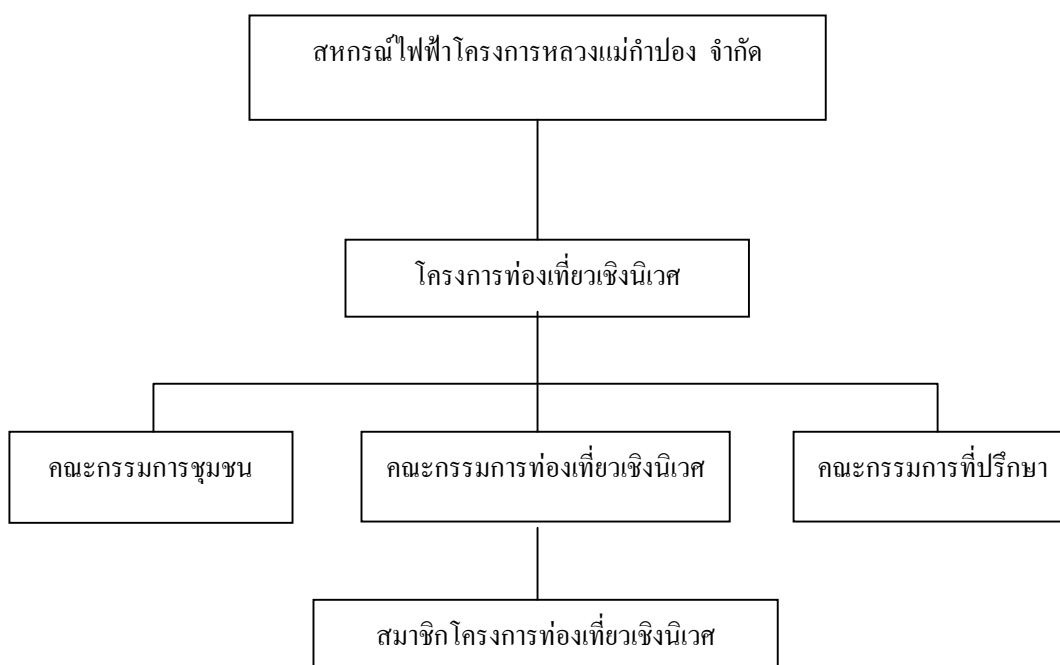 สหกรณ์ไฟฟ้าโครงการหลวงแม่กำปอง จำกัด
โครงการท่องเที่ยวเชิงนิเวศ
คณะกรรมการชุมชน
คณะกรรมการท่องเที่ยวเชิงนิเวศ
คณะกรรมการที่ปรึกษา
สมาชิกโครงการท่องเที่ยวเชิงนิเวศ